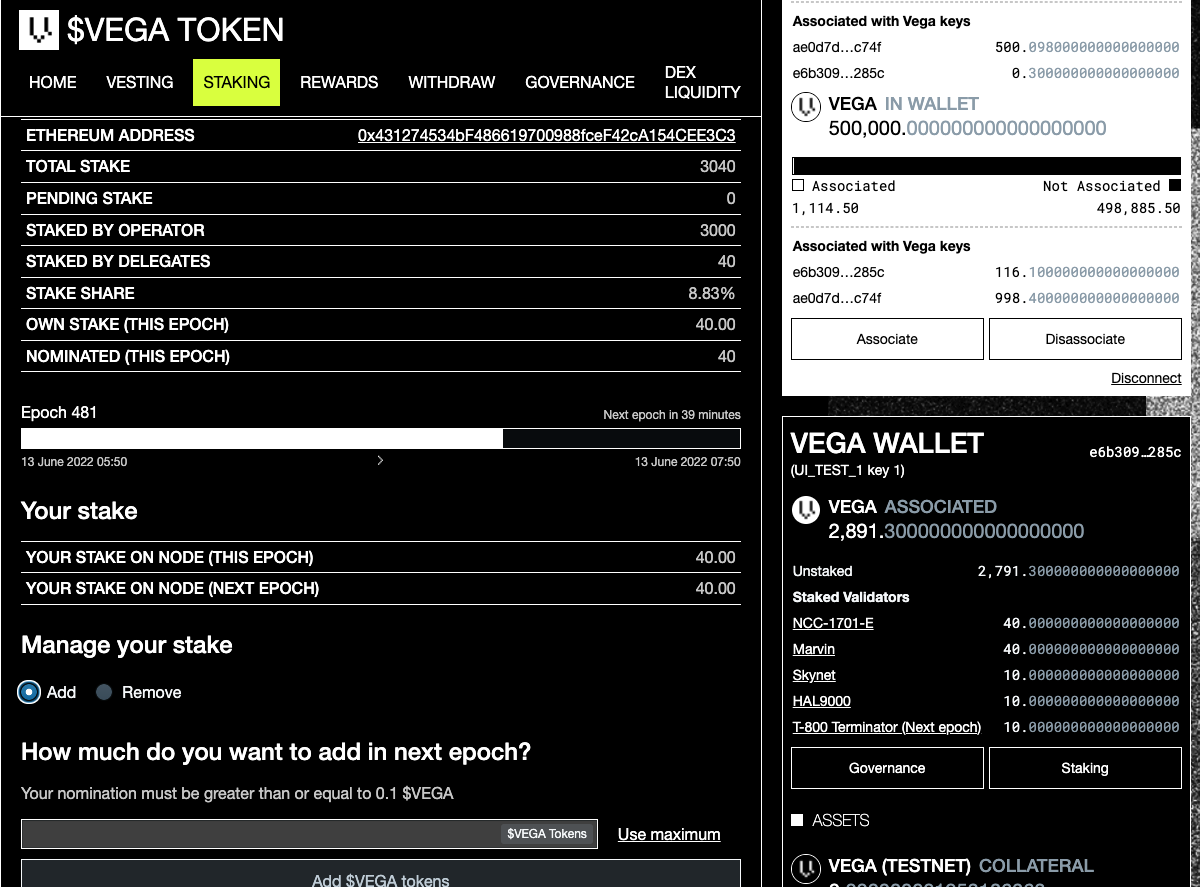 $VEGA TOKEN
HOME VESTING STAKING REWARDS WITHDRAW GOVERNANCE DEX LIQUIDITY
ETHEREUM ADDRESS 0x431274534bF486619700988fceF42cA154CEE3C3
TOTAL STAKE 3040
PENDING STAKE 0
STAKED BY OPERATOR 3000
STAKED BY DELEGATES 40
STAKE SHARE 8.83%
OWN STAKE (THIS EPOCH) 40.00
NOMINATED (THIS EPOCH) 40
Epoch 481 Next epoch in 39 minutes
13 June 2022 05:50 13 June 2022 07:50
Your stake
YOUR STAKE ON NODE (THIS EPOCH) 40.00
YOUR STAKE ON NODE (NEXT EPOCH) 40.00
Manage your stake
Add Remove
How much do you want to add in next epoch?
Your nomination must be greater than or equal to 0.1 $VEGA
$VEGA Tokens Use maximum
Add $VEGA tokens
Associated with Vega keys
ae0d7d…c74f 500.098000000000000000
e6b309…285c 0.300000000000000000
VEGA IN WALLET
500,000.000000000000000000
Associated Not Associated
1,114.50 498,885.50
Associated with Vega keys
e6b309…285c 116.100000000000000000
ae0d7d…c74f 998.400000000000000000
Associate Disassociate
Disconnect
VEGA WALLET e6b309…285c
(UI_TEST_1 key 1)
VEGA ASSOCIATED
2,891.300000000000000000
Unstaked 2,791.300000000000000000
Staked Validators
NCC-1701-E 40.000000000000000000
Marvin 40.000000000000000000
Skynet 10.000000000000000000
HAL9000 10.000000000000000000
T-800 Terminator (Next epoch) 10.000000000000000000
Governance Staking
ASSETS
VEGA (TESTNET) COLLATERAL